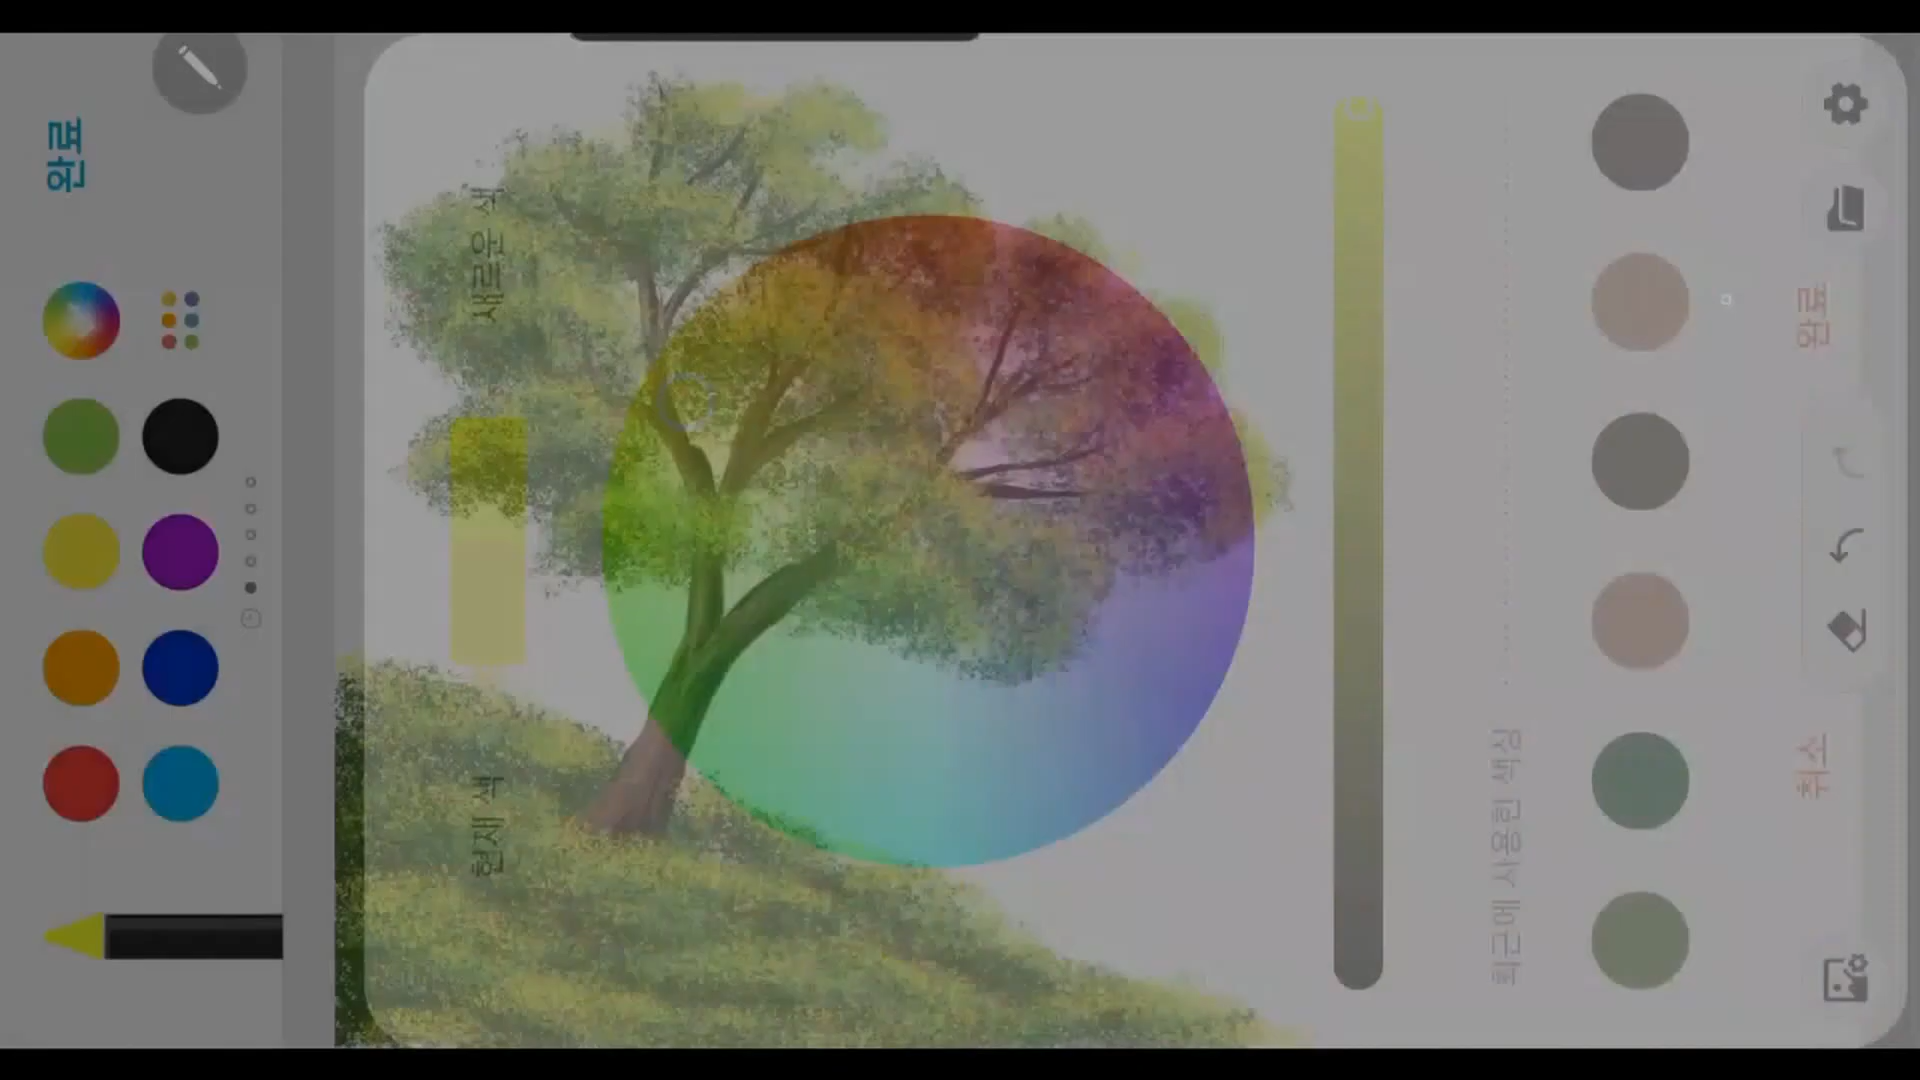 완료
새로운 색
현재 색
최근에 사용한 색상
완료
취소